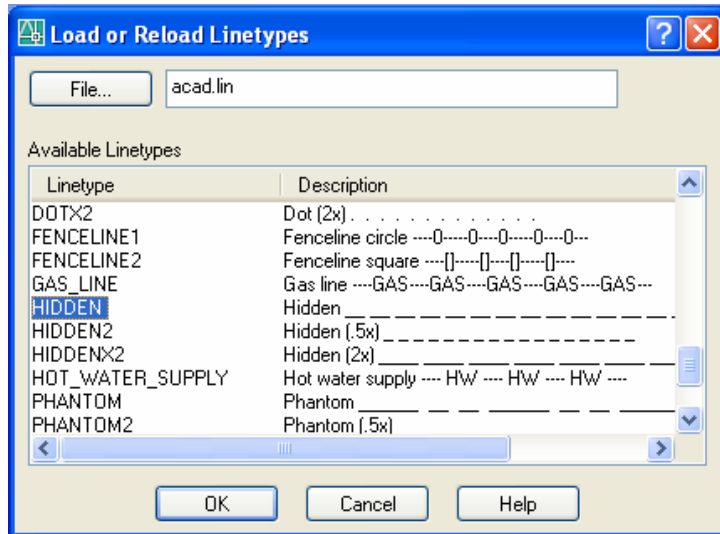 Load or Reload Linetypes
File... acad.lin
Available Linetypes
Linetype Description
DOTX2 Dot (2x) . . . . . . . . . . . . . .
FENCELINE1 Fenceline circle ----0-----0----0-----0----0---
FENCELINE2 Fenceline square ----[]-----[]----[]-----[]----
GAS_LINE Gas line ----GAS----GAS----GAS----GAS----GAS---
HIDDEN Hidden __ __ __ __ __ __ __ __ __ __ __ __ __ __
HIDDEN2 Hidden (.5x) _ _ _ _ _ _ _ _ _ _ _ _ _ _ _ _ _
HIDDENX2 Hidden (2x) ____ ____ ____ ____ ____ ____ ____
HOT_WATER_SUPPLY Hot water supply ---- HW ---- HW ---- HW ----
PHANTOM Phantom ______ __ __ ______ __ __ ______
PHANTOM2 Phantom (.5x)
OK Cancel Help